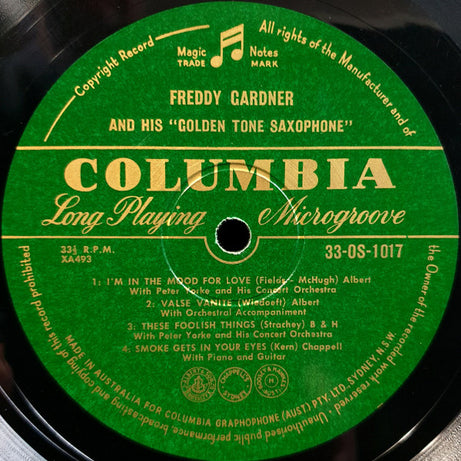 Copyright Record
Magic Notes
TRADE MARK
All rights of the Manufacturer and of
the Owner of the recorded work reserved
Unauthorised public performance, broadcasting and copying of this record prohibited
FREDDY GARDNER
AND HIS "GOLDEN TONE SAXOPHONE"
COLUMBIA
Long Playing Microgroove
33⅓ R.P.M.
XA493
33-OS-1017
1: I'M IN THE MOOD FOR LOVE (Fields - McHugh) Albert
With Peter Yorke and His Concert Orchestra
2: VALSE VANITE (Wiedoeft) Albert
With Orchestral Accompaniment
3: THESE FOOLISH THINGS (Strachey) B & H
With Peter Yorke and His Concert Orchestra
4: SMOKE GETS IN YOUR EYES (Kern) Chappell
With Piano and Guitar
MADE IN AUSTRALIA FOR COLUMBIA GRAPHOPHONE (AUST) PTY. LTD. SYDNEY, N.S.W.